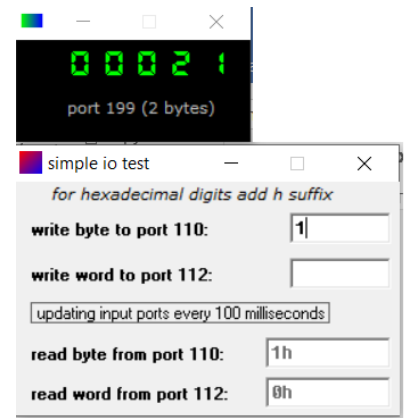 00021
port 199 (2 bytes)
simple io test
for hexadecimal digits add h suffix
write byte to port 110: 1
write word to port 112:
updating input ports every 100 milliseconds
read byte from port 110: 1h
read word from port 112: 0h